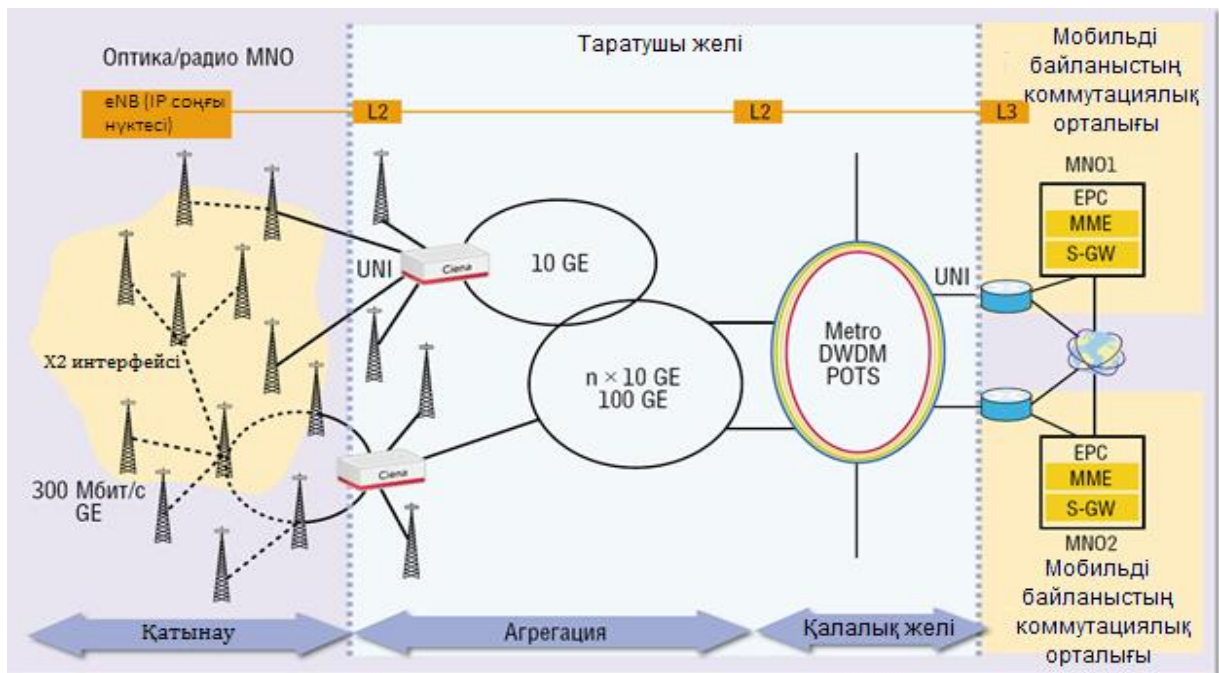 Оптика/радио MNO
eNB (IP соңғы
нүктесі)
L2
Таратушы желі
L2
L3
Мобильді
байланыстың
коммутациялық
орталығы
MNO1
EPC
MME
S-GW
UNI
Ciena
10 GE
UNI
Metro
DWDM
POTS
n × 10 GE
100 GE
X2 интерфейсі
Ciena
300 Мбит/с
GE
EPC
MME
S-GW
MNO2
Мобильді
байланыстың
коммутациялық
орталығы
Қатынау
Агрегация
Қалалық желі